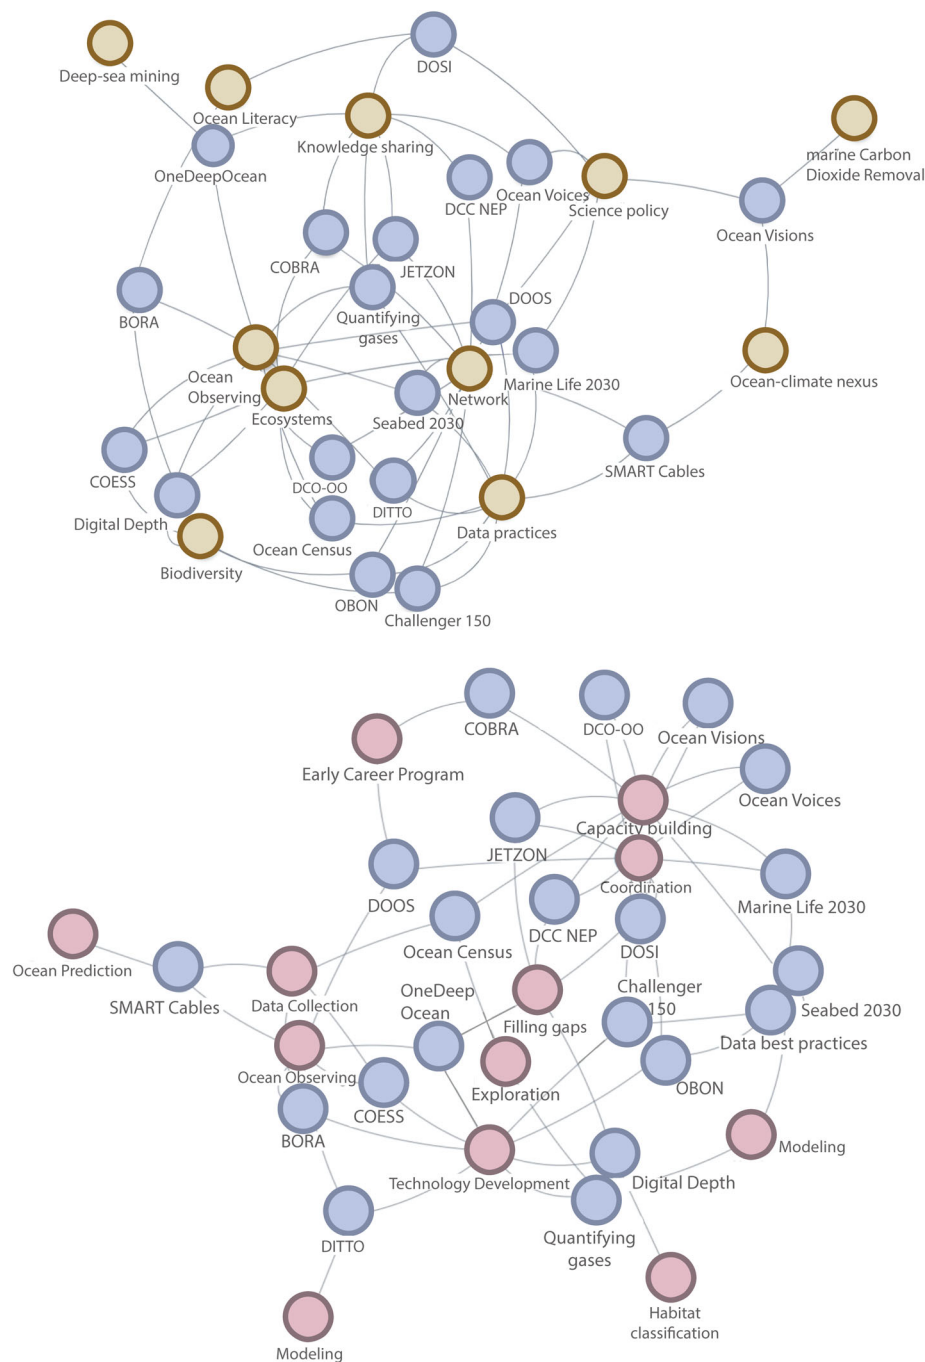 DOSI
Deep-sea mining
Ocean Literacy
Knowledge sharing
marine Carbon
Dioxide Removal
OneDeepOcean
DCC NEP
Ocean Voices
Science policy
Ocean Visions
COBRA
JETZON
DOOS
BORA
Quantifying
gases
Ocean
Observing
Network
Marine Life 2030
Ocean-climate nexus
Ecosystems
Seabed 2030
COESS
DCO-OO
SMART Cables
DITTO
Digital Depth
Data practices
Ocean Census
Biodiversity
OBON
Challenger 150
COBRA
DCO-OO
Ocean Visions
Early Career Program
Ocean Voices
Capacity building
JETZON
Coordination
DOOS
Marine Life 2030
DCC NEP
Ocean Census
DOSI
Ocean Prediction
SMART Cables
Data Collection
OneDeep
Ocean
Challenger
150
Filling gaps
Seabed 2030
Data best practices
Ocean Observing
Exploration
OBON
COESS
BORA
Modeling
Technology Development
Digital Depth
DITTO
Quantifying
gases
Habitat
classification
Modeling